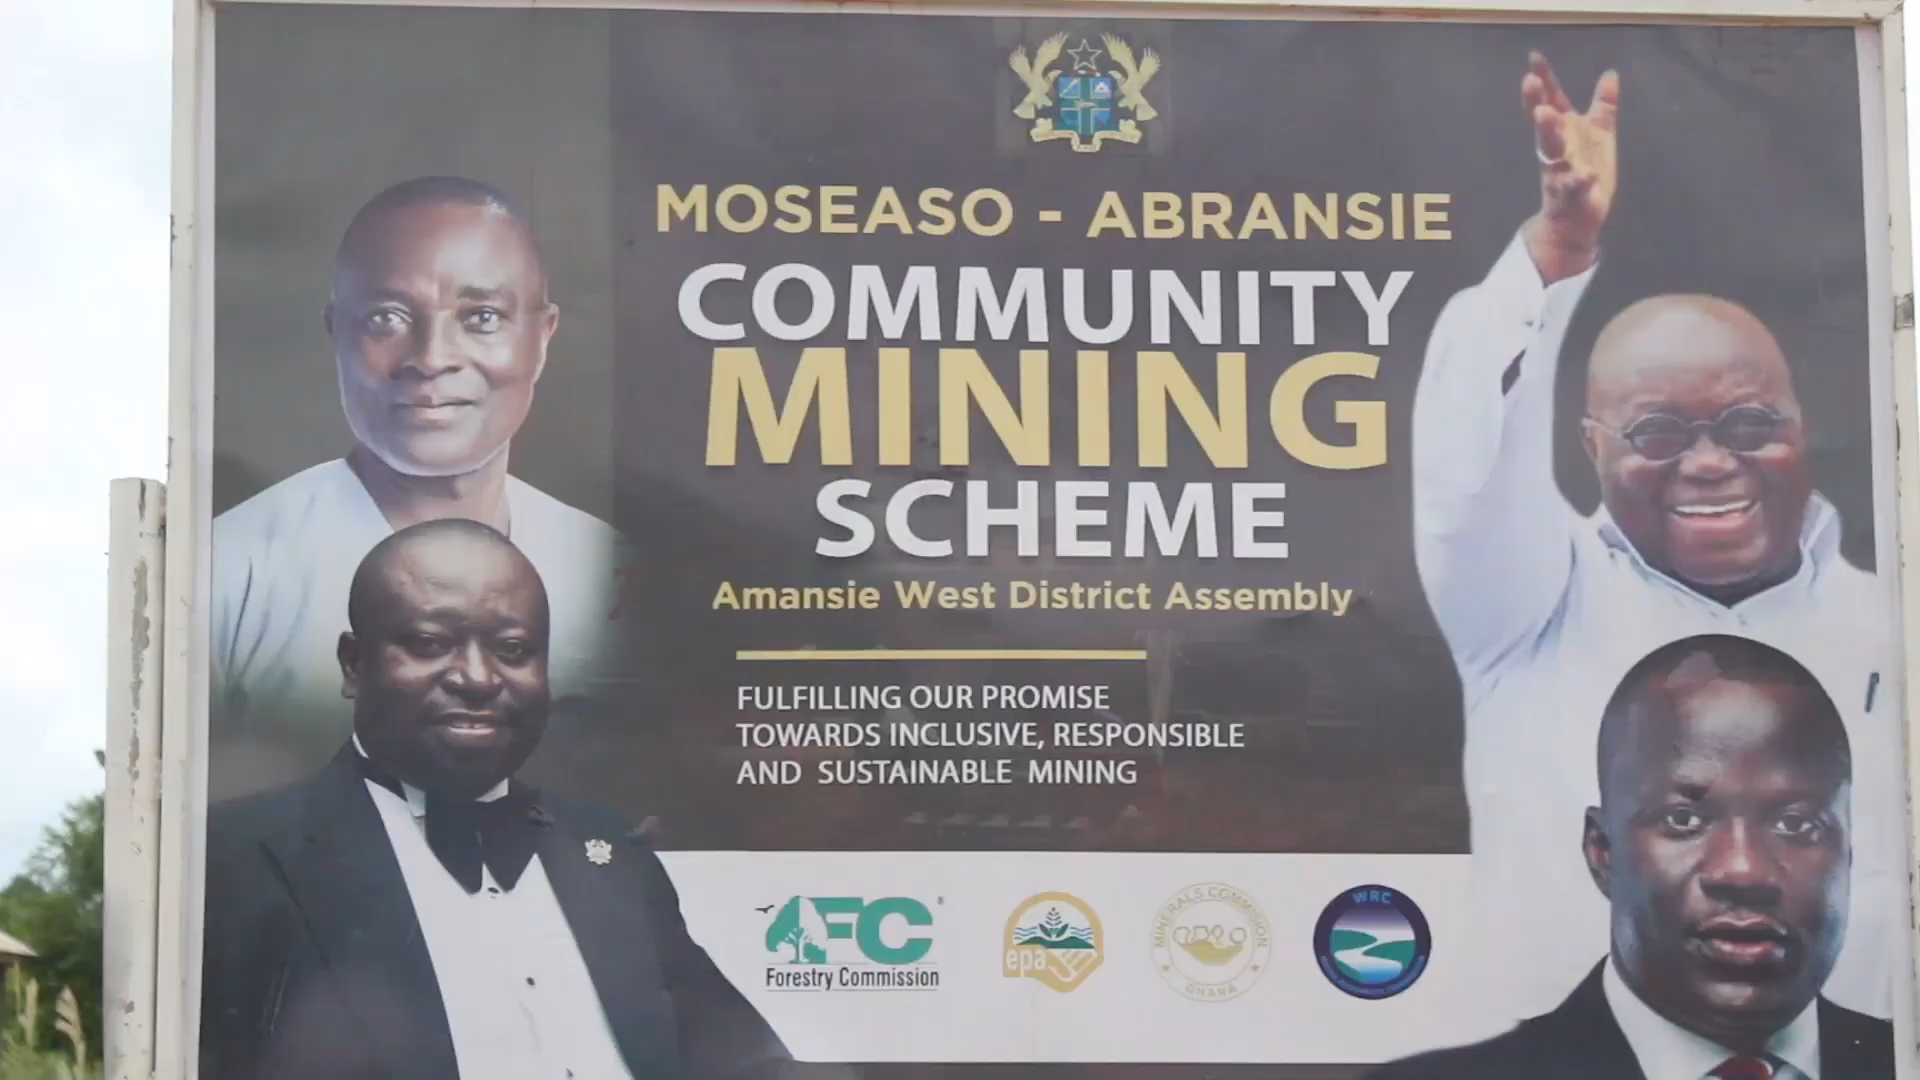 MOSEASO - ABRANSIE
COMMUNITY
MINING
SCHEME
Amansie West District Assembly
FULFILLING OUR PROMISE
TOWARDS INCLUSIVE, RESPONSIBLE
AND SUSTAINABLE MINING
FC
Forestry Commission
epa
MINERALS COMMISSION
GHANA
WRC